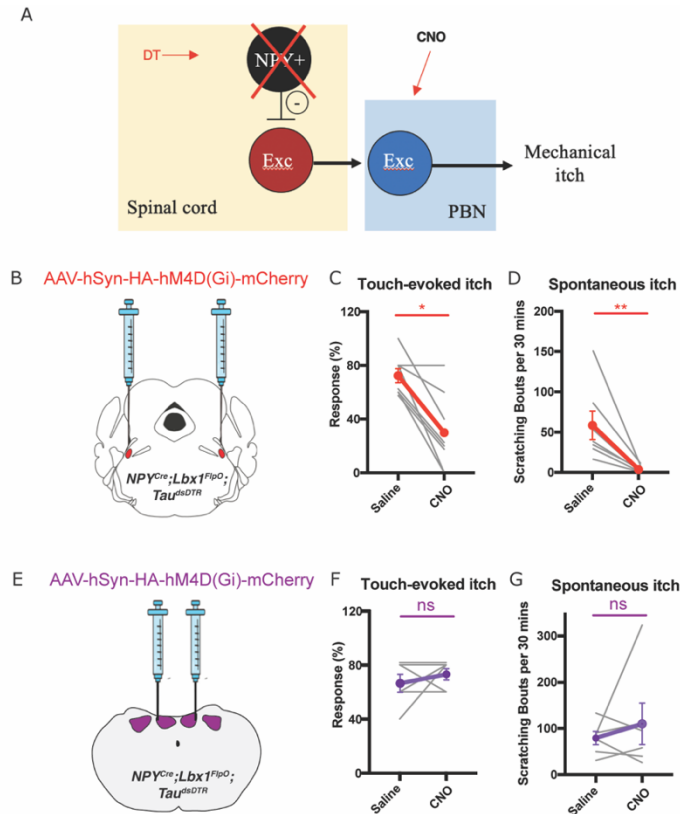 A
DT
NPY+
-
CNO
Exc
Exc
Mechanical
itch
Spinal cord
PBN
B
AAV-hSyn-HA-hM4D(Gi)-mCherry
NPYCre;Lbx1FlpO;
TaudsDTR
C
Touch-evoked itch
*
Response (%)
120
80
40
0
Saline
CNO
D
Spontaneous itch
**
Scratching Bouts per 30 mins
200
150
100
50
0
Saline
CNO
E
AAV-hSyn-HA-hM4D(Gi)-mCherry
NPYCre;Lbx1FlpO;
TaudsDTR
F
Touch-evoked itch
ns
Response (%)
120
80
40
0
Saline
CNO
G
Spontaneous itch
ns
Scratching Bouts per 30 mins
300
200
100
0
Saline
CNO